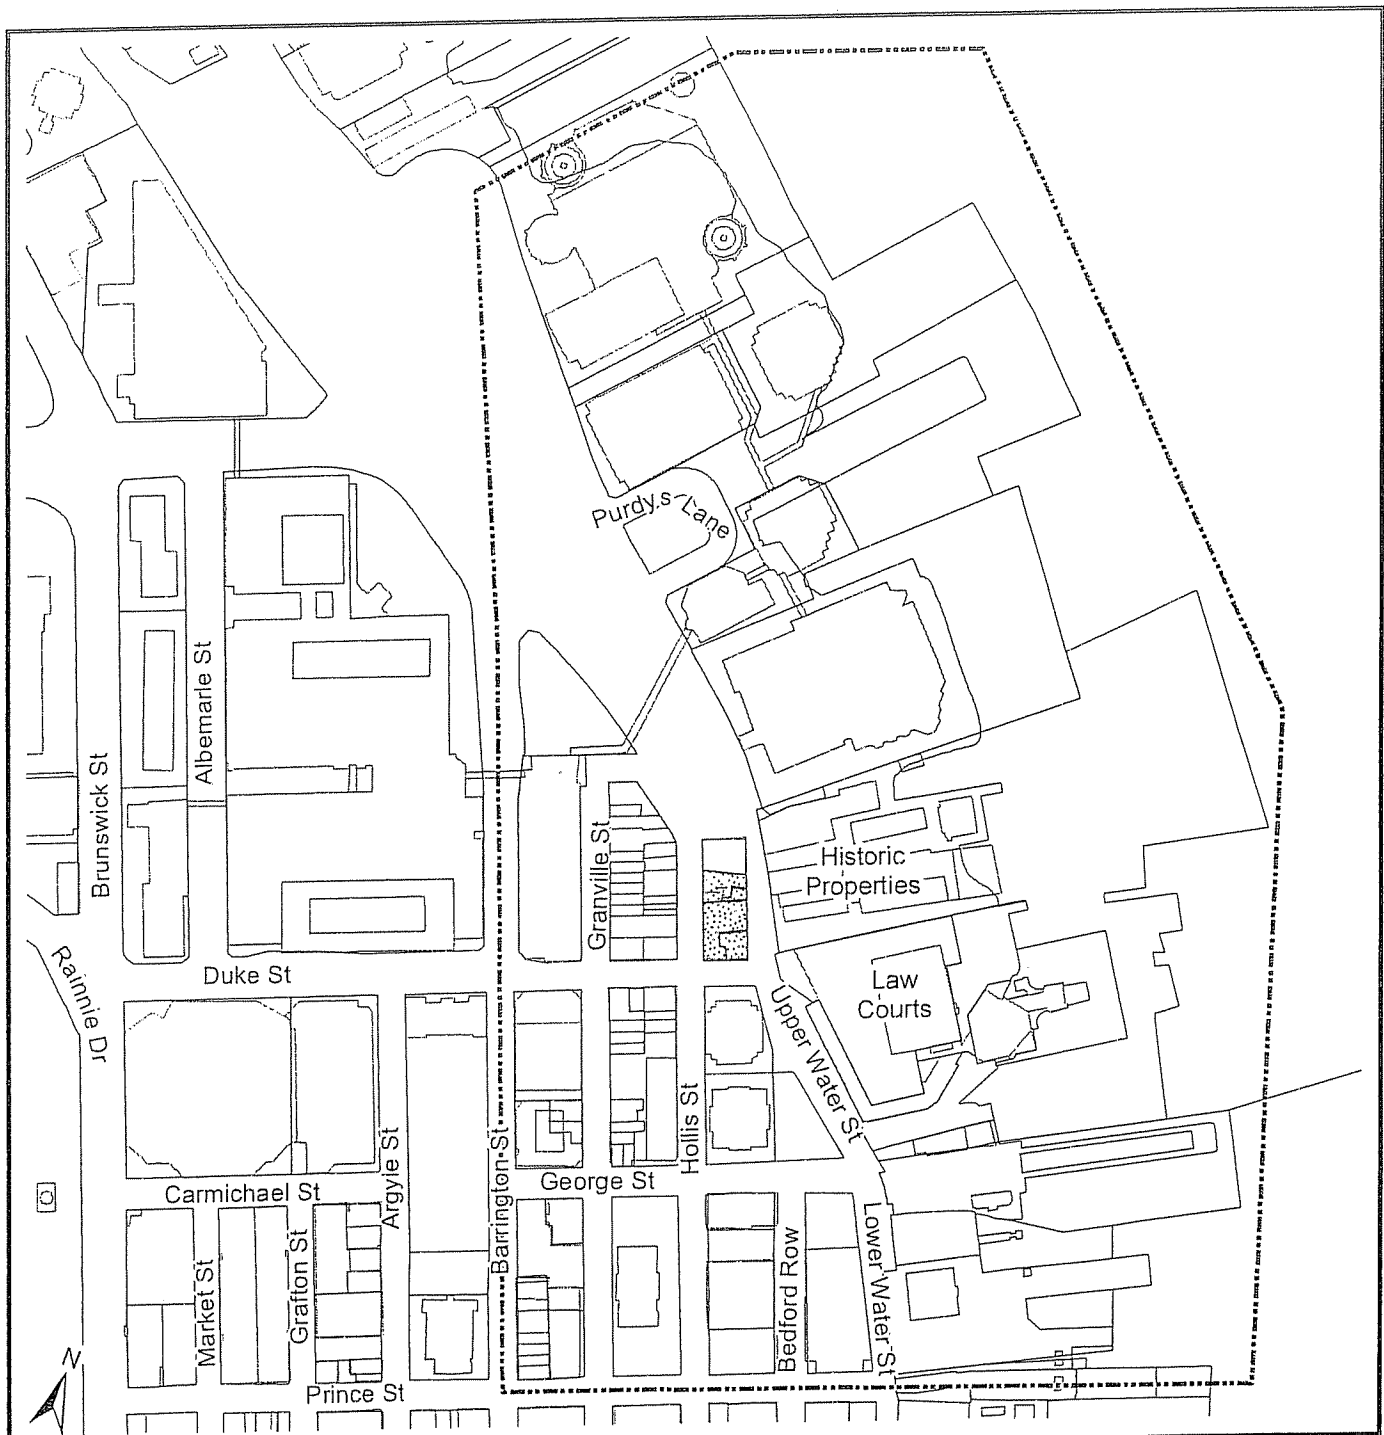 Purdy.s Lane
Albemarle St
Brunswick St
Granville St
Historic
Properties
Rainnie Dr
Duke St
Law
Courts
Upper Water St
Hollis St
Argyle St
Barrington St
Carmichael St
George St
Market St
Grafton St
Bedford Row
Lower Water St
Prince St
N